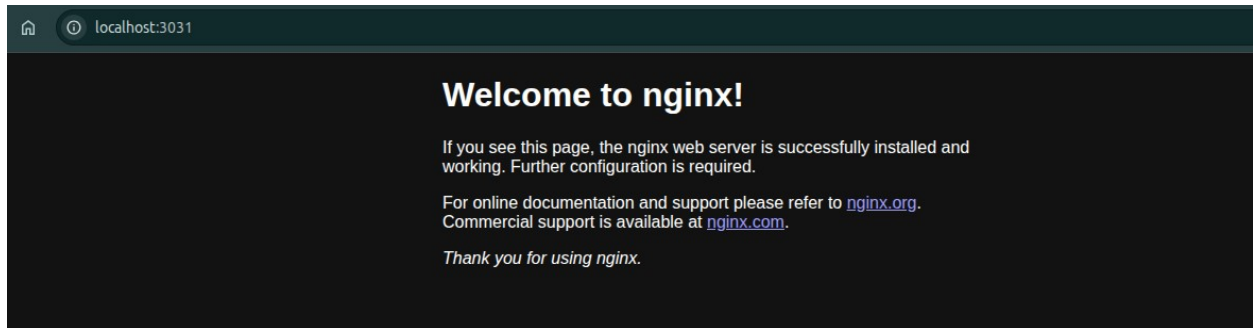 localhost:3031
Welcome to nginx!
If you see this page, the nginx web server is successfully installed and
working. Further configuration is required.
For online documentation and support please refer to nginx.org.
Commercial support is available at nginx.com.
Thank you for using nginx.